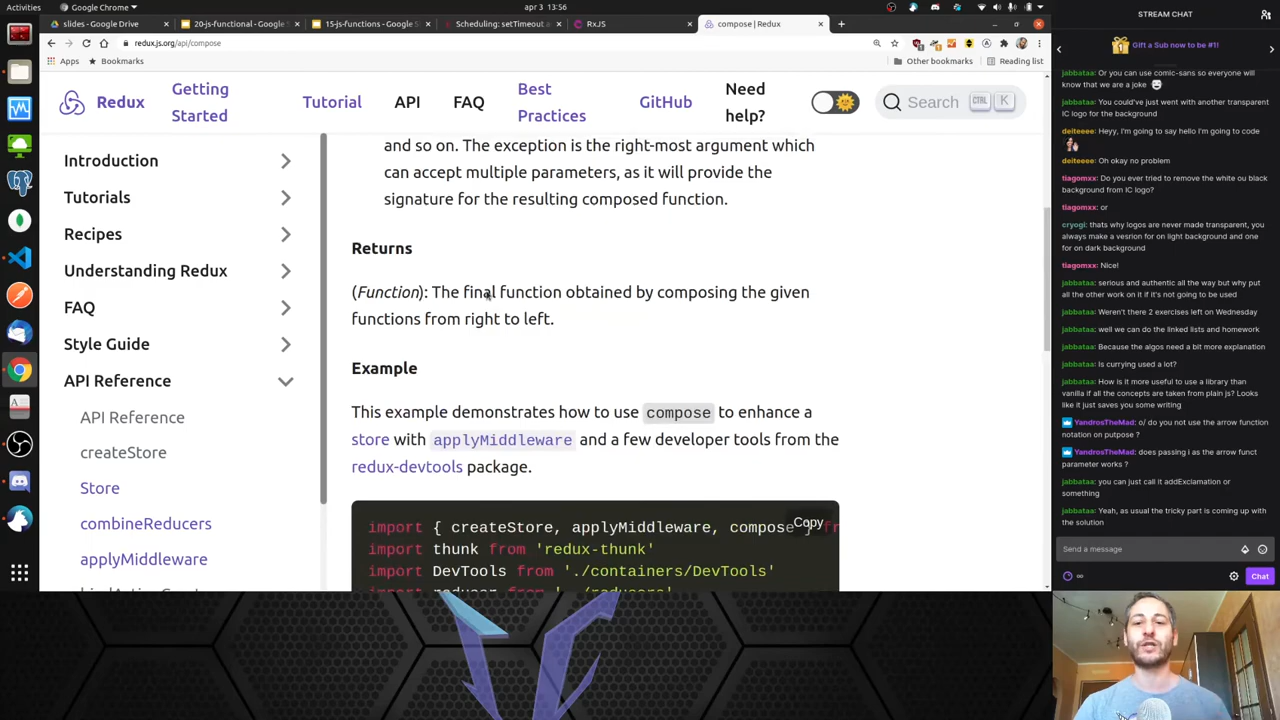 Activities
Google Chrome
apr 3 13:56
STREAM CHAT
slides - Google Drive
20-js-functional - Google S
15-js-functions - Google S
Scheduling: setTimeout a
RxJS
compose | Redux
redux.js.org/api/compose
Apps
Bookmarks
Other bookmarks
Reading list
Redux
Getting Started
Tutorial
API
FAQ
Best Practices
GitHub
Need help?
Search
CTRL
K
Introduction
Tutorials
Recipes
Understanding Redux
FAQ
Style Guide
API Reference
API Reference
createStore
Store
combineReducers
applyMiddleware
and so on. The exception is the right-most argument which
can accept multiple parameters, as it will provide the
signature for the resulting composed function.
Returns
(Function): The final function obtained by composing the given
functions from right to left.
Example
This example demonstrates how to use compose to enhance a
store with applyMiddleware and a few developer tools from the
redux-devtools package.
Copy
import { createStore, applyMiddleware, compose } fr
import thunk from 'redux-thunk'
import DevTools from './containers/DevTools'
Gift a Sub now to be #1!
jabbataa: Or you can use comic-sans so everyone will
know that we are a joke
jabbataa: You could've just went with another transparent
IC logo for the background
deiteeee: Heyy, I'm going to say hello I'm going to code
deiteeee: Oh okay no problem
tiagomxx: Do you ever tried to remove the white ou black
background from IC logo?
tiagomxx: or
cryogi: thats why logos are never made transparent, you
always make a vesrion for on light background and one
for on dark background
tiagomxx: Nice!
jabbataa: serious and authentic all the way but why put
all the other work on it if it's not going to be used
jabbataa: Weren't there 2 exercises left on Wednesday
jabbataa: well we can do the linked lists and homework
jabbataa: Because the algos need a bit more explanation
jabbataa: Is currying used a lot?
jabbataa: How is it more useful to use a library than
vanilla if all the concepts are taken from plain js? Looks
like it just saves you some writing
YandrosTheMad: o/ do you not use the arrow function
notation on putpose ?
YandrosTheMad: does passing i as the arrow funct
parameter works ?
jabbataa: you can just call it addExclamation or
something
jabbataa: Yeah, as usual the tricky part is coming up with
the solution
Send a message
Chat